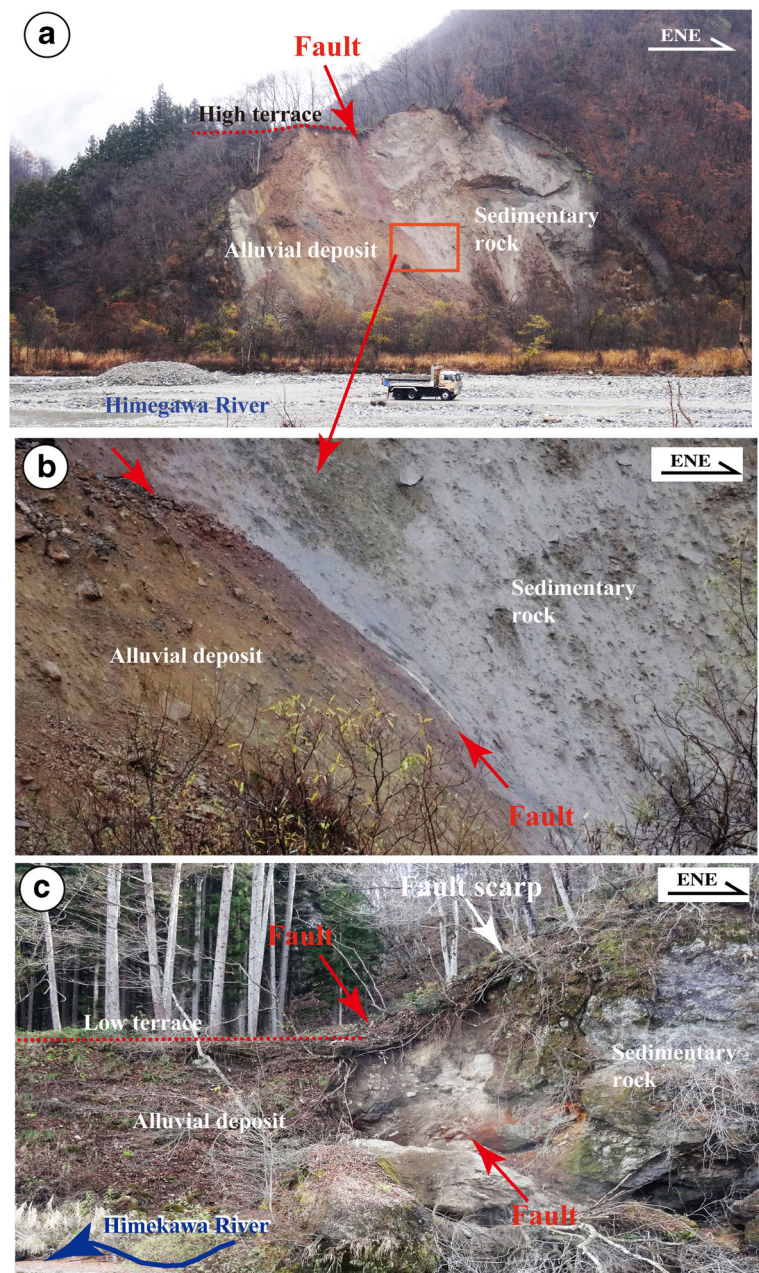 a
Fault
ENE
High terrace
Sedimentary
rock
Alluvial deposit
Himegawa River
b
ENE
Sedimentary
rock
Alluvial deposit
Fault
c
Fault scarp
ENE
Fault
Low terrace
Sedimentary
rock
Alluvial deposit
Fault
Himekawa River